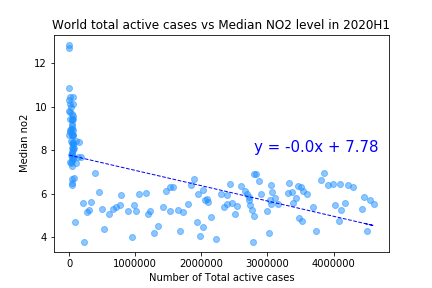 World total active cases vs Median NO2 level in 2020H1
Median no2
12
10
8
6
4
y = -0.0x + 7.78
0
1000000
2000000
3000000
4000000
Number of Total active cases